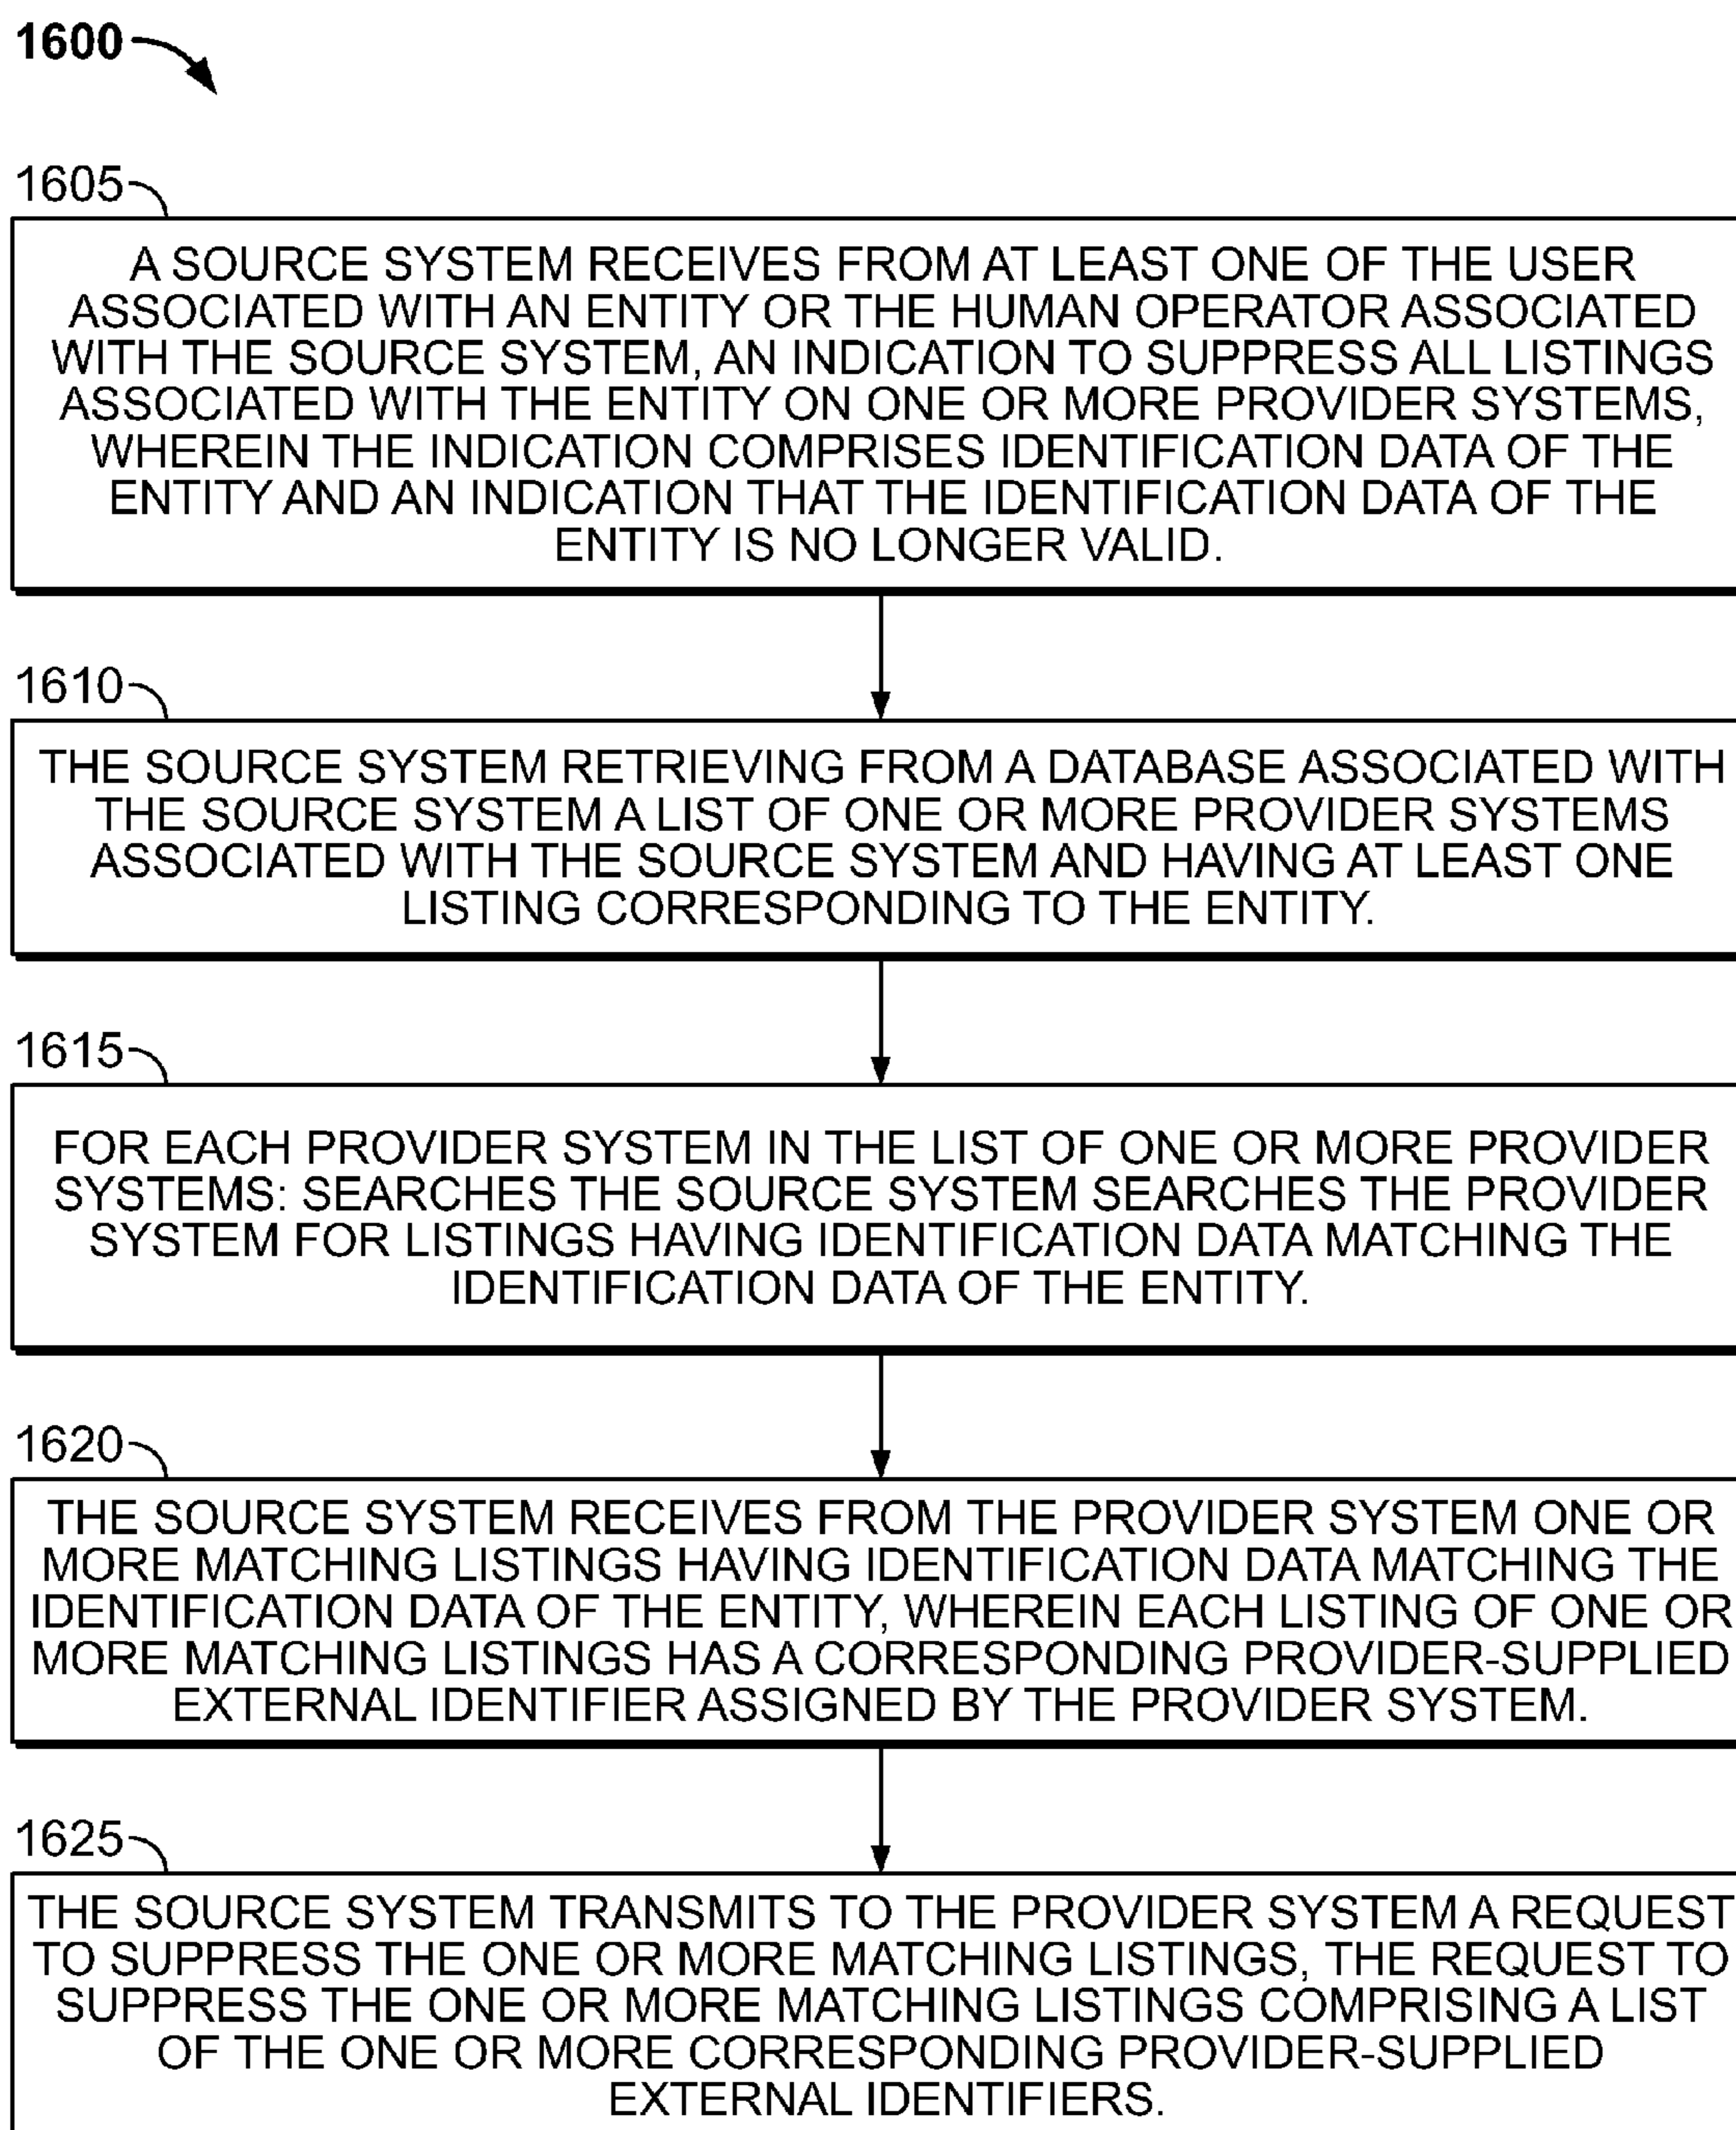 1600
1605
A SOURCE SYSTEM RECEIVES FROM AT LEAST ONE OF THE USER
ASSOCIATED WITH AN ENTITY OR THE HUMAN OPERATOR ASSOCIATED
WITH THE SOURCE SYSTEM, AN INDICATION TO SUPPRESS ALL LISTINGS
ASSOCIATED WITH THE ENTITY ON ONE OR MORE PROVIDER SYSTEMS,
WHEREIN THE INDICATION COMPRISES IDENTIFICATION DATA OF THE
ENTITY AND AN INDICATION THAT THE IDENTIFICATION DATA OF THE
ENTITY IS NO LONGER VALID.
1610
THE SOURCE SYSTEM RETRIEVING FROM A DATABASE ASSOCIATED WITH
THE SOURCE SYSTEM A LIST OF ONE OR MORE PROVIDER SYSTEMS
ASSOCIATED WITH THE SOURCE SYSTEM AND HAVING AT LEAST ONE
LISTING CORRESPONDING TO THE ENTITY.
1615
FOR EACH PROVIDER SYSTEM IN THE LIST OF ONE OR MORE PROVIDER
SYSTEMS: SEARCHES THE SOURCE SYSTEM SEARCHES THE PROVIDER
SYSTEM FOR LISTINGS HAVING IDENTIFICATION DATA MATCHING THE
IDENTIFICATION DATA OF THE ENTITY.
1620
THE SOURCE SYSTEM RECEIVES FROM THE PROVIDER SYSTEM ONE OR
MORE MATCHING LISTINGS HAVING IDENTIFICATION DATA MATCHING THE
IDENTIFICATION DATA OF THE ENTITY, WHEREIN EACH LISTING OF ONE OR
MORE MATCHING LISTINGS HAS A CORRESPONDING PROVIDER-SUPPLIED
EXTERNAL IDENTIFIER ASSIGNED BY THE PROVIDER SYSTEM.
1625
THE SOURCE SYSTEM TRANSMITS TO THE PROVIDER SYSTEM A REQUEST
TO SUPPRESS THE ONE OR MORE MATCHING LISTINGS, THE REQUEST TO
SUPPRESS THE ONE OR MORE MATCHING LISTINGS COMPRISING A LIST
OF THE ONE OR MORE CORRESPONDING PROVIDER-SUPPLIED
EXTERNAL IDENTIFIERS.